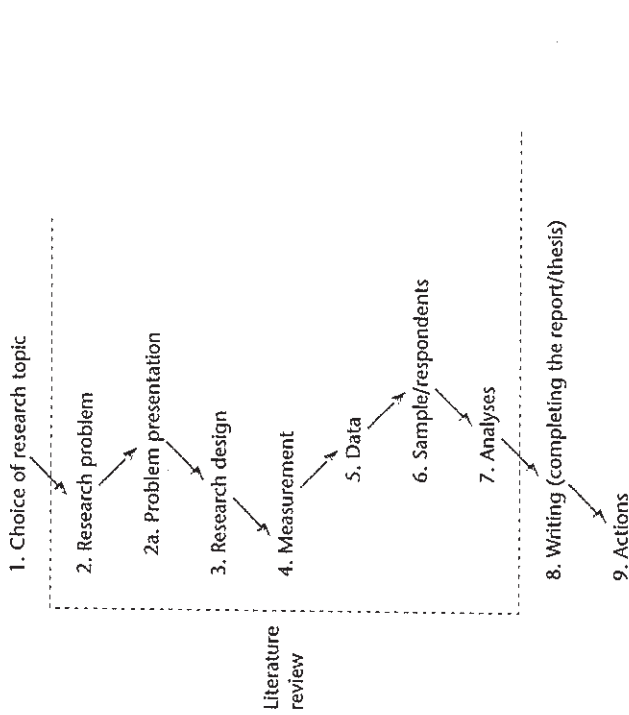 1. Choice of research topic
2. Research problem
2a. Problem presentation
3. Research design
4. Measurement
Literature
review
5. Data
6. Sample/respondents
7. Analyses
8. Writing (completing the report/thesis)
9. Actions